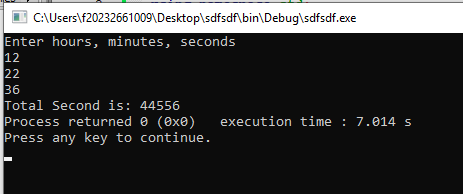 C:\Users\f20232661009\Desktop\sdfsdf\bin\Debug\sdfsdf.exe
Enter hours, minutes, seconds
12
22
36
Total Second is: 44556
Process returned 0 (0x0)   execution time : 7.014 s
Press any key to continue.